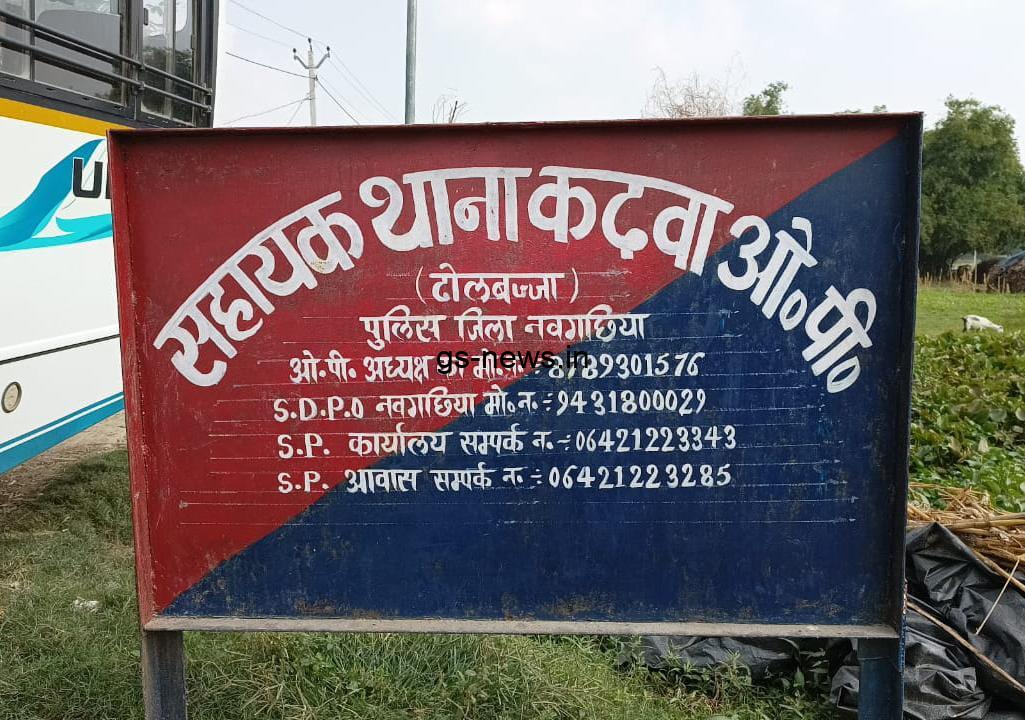 सहायक थाना कढ़वा ओ॰ पी॰
(ढोलबज्जा)
पुलिस जिला नवगछिया
ओ.पी. अध्यक्ष
gs-news.in
S.D.P.O नवगछिया मो॰न.÷9431800029
S.P. कार्यालय सम्पर्क न.÷06421223343
S.P. आवास सम्पर्क न.÷06421223285